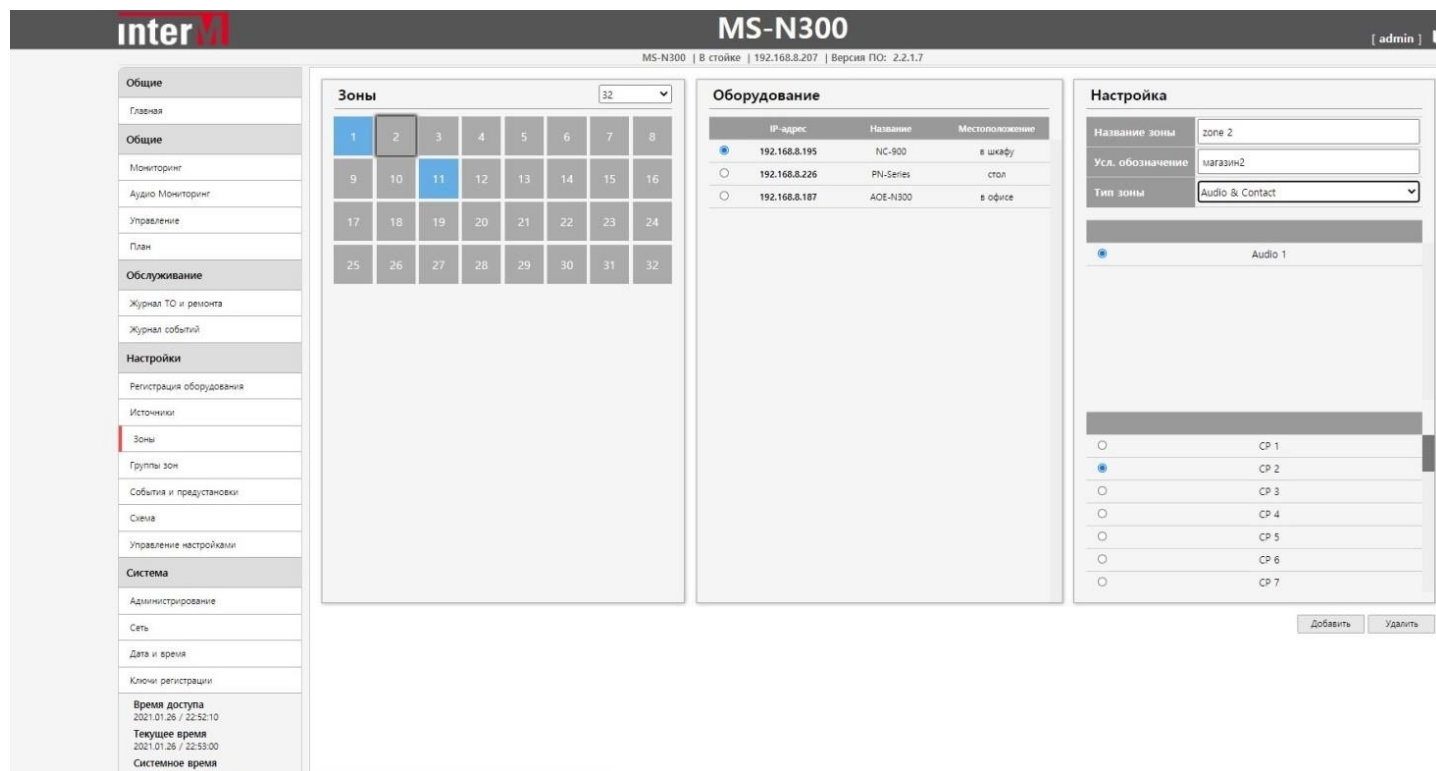 interM
MS-N300
[ admin ]
MS-N300 | В стойке | 192.168.8.207 | Версия ПО: 2.2.1.7
Общие
Главная
Общие
Мониторинг
Аудио Мониторинг
Управление
План
Обслуживание
Журнал ТО и ремонта
Журнал событий
Настройки
Регистрация оборудования
Источники
Зоны
Группы зон
События и предустановки
Схема
Управление настройками
Система
Администрирование
Сеть
Дата и время
Ключи регистрации
Время доступа
2021.01.26 / 22:52:10
Текущее время
2021.01.26 / 22:53:00
Системное время
Зоны 32
1 2 3 4 5 6 7 8
9 10 11 12 13 14 15 16
17 18 19 20 21 22 23 24
25 26 27 28 29 30 31 32
Оборудование
IP-адрес Название Местоположение
192.168.8.195 NC-900 в шкафу
192.168.8.226 PN-Series стол
192.168.8.187 AOE-N300 в офисе
Настройка
Название зоны zone 2
Усл. обозначение магазин2
Тип зоны Audio & Contact
Audio 1
CP 1
CP 2
CP 3
CP 4
CP 5
CP 6
CP 7
Добавить Удалить